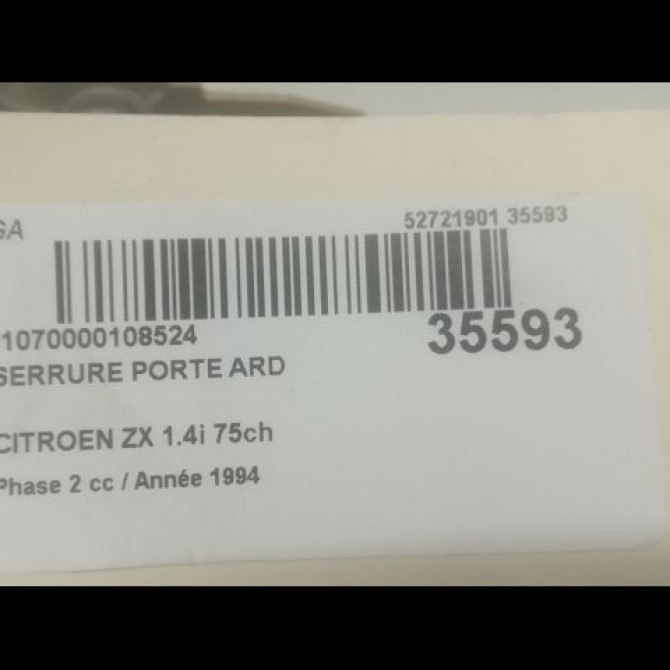 GA
52721901 35593
1070000108524
35593
SERRURE PORTE ARD
CITROEN ZX 1.4i 75ch
Phase 2 cc / Année 1994